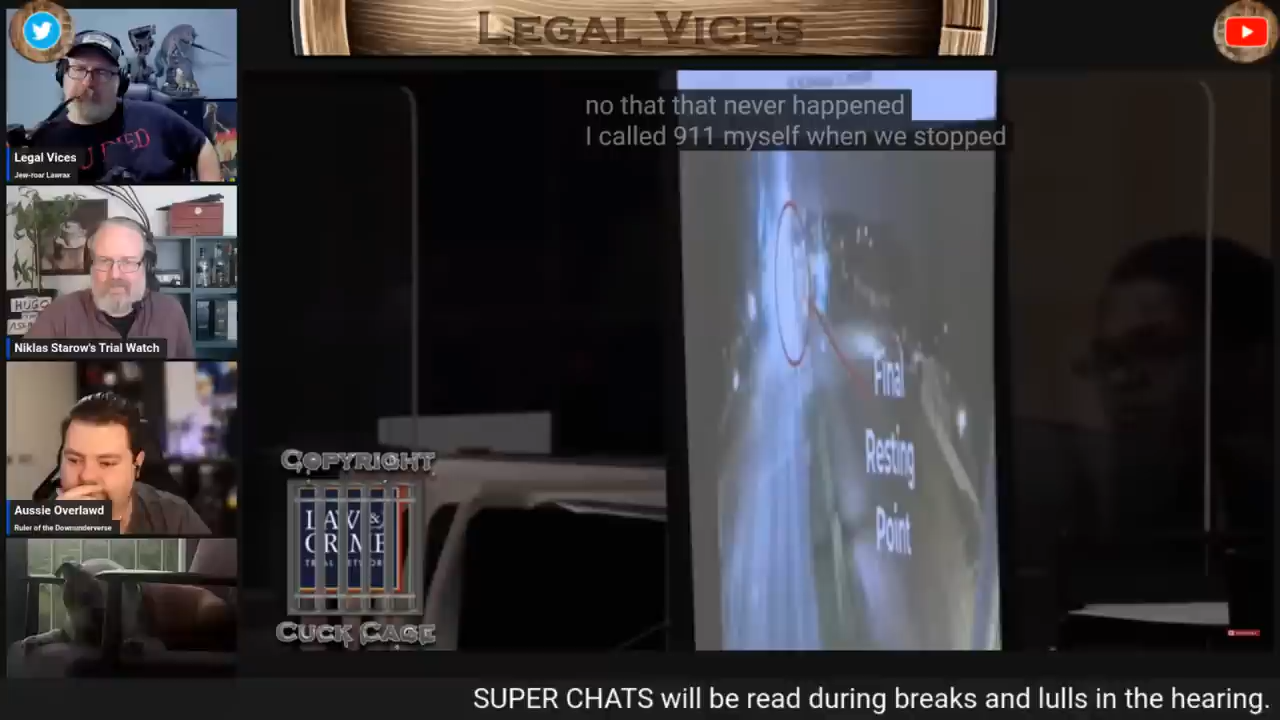 LEGAL VICES
no that that never happened
I called 911 myself when we stopped
U DIED
Legal Vices
Jew-roar Lawrax
HUGO
Niklas Starow's Trial Watch
Aussie Overlawd
Ruler of the Downunderverse
Final
Resting
Point
COPYRIGHT
LAW &
CRIME
CUCK CAGE
SUPER CHATS will be read during breaks and lulls in the hearing.